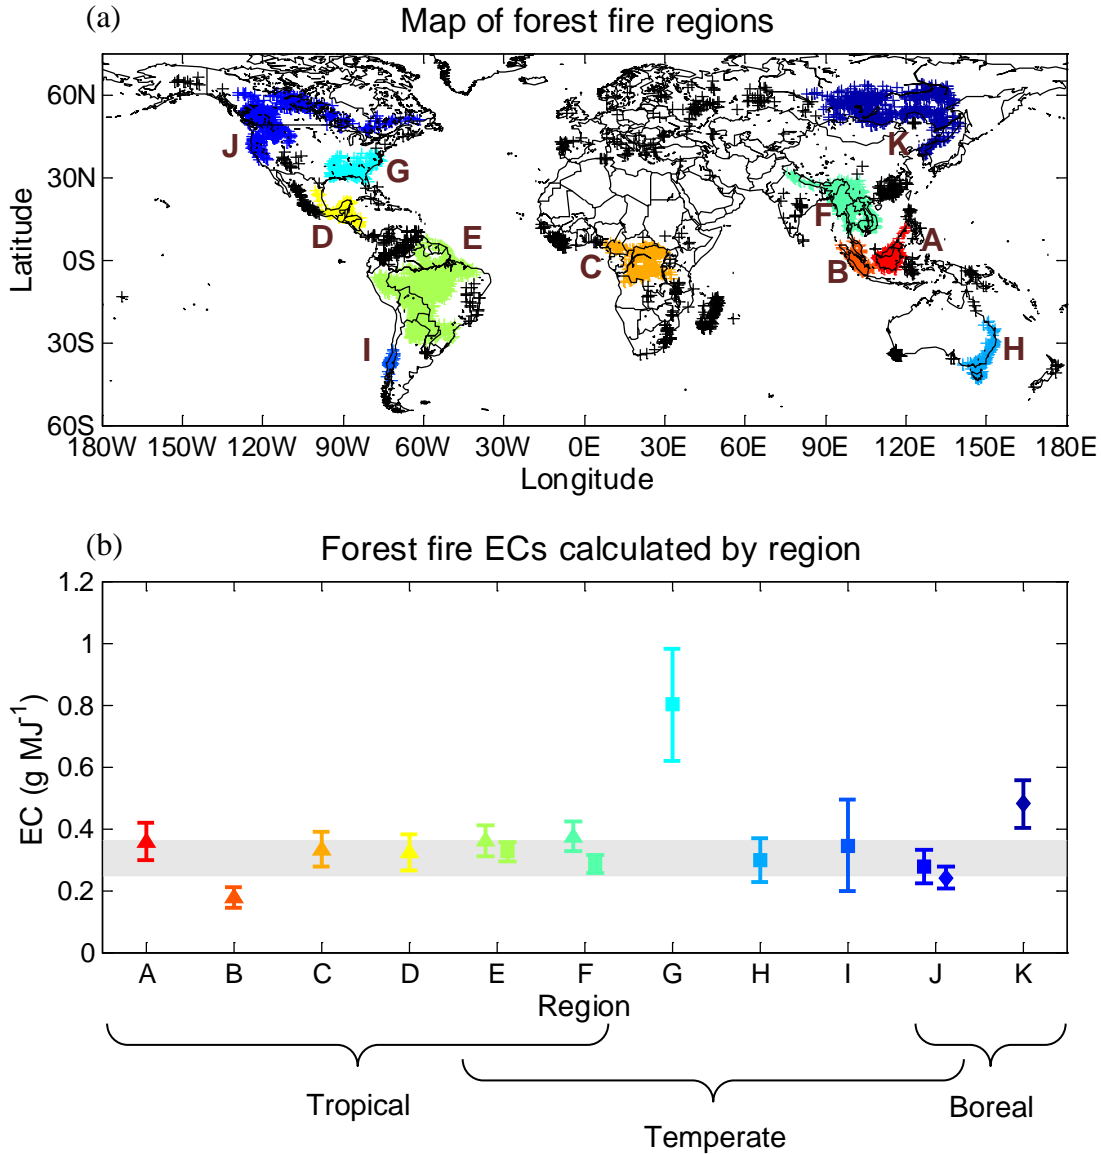 (a)
Map of forest fire regions
60N
30N
0S
30S
60S
Latitude
J
G
D
E
I
C
K
F
A
B
H
180W 150W 120W 90W 60W 30W 0E 30E 60E 90E 120E 150E 180E
Longitude
(b)
Forest fire ECs calculated by region
1.2
1
0.8
0.6
0.4
0.2
0
EC (g MJ⁻¹)
A B C D E F G H I J K
Region
Tropical
Temperate
Boreal